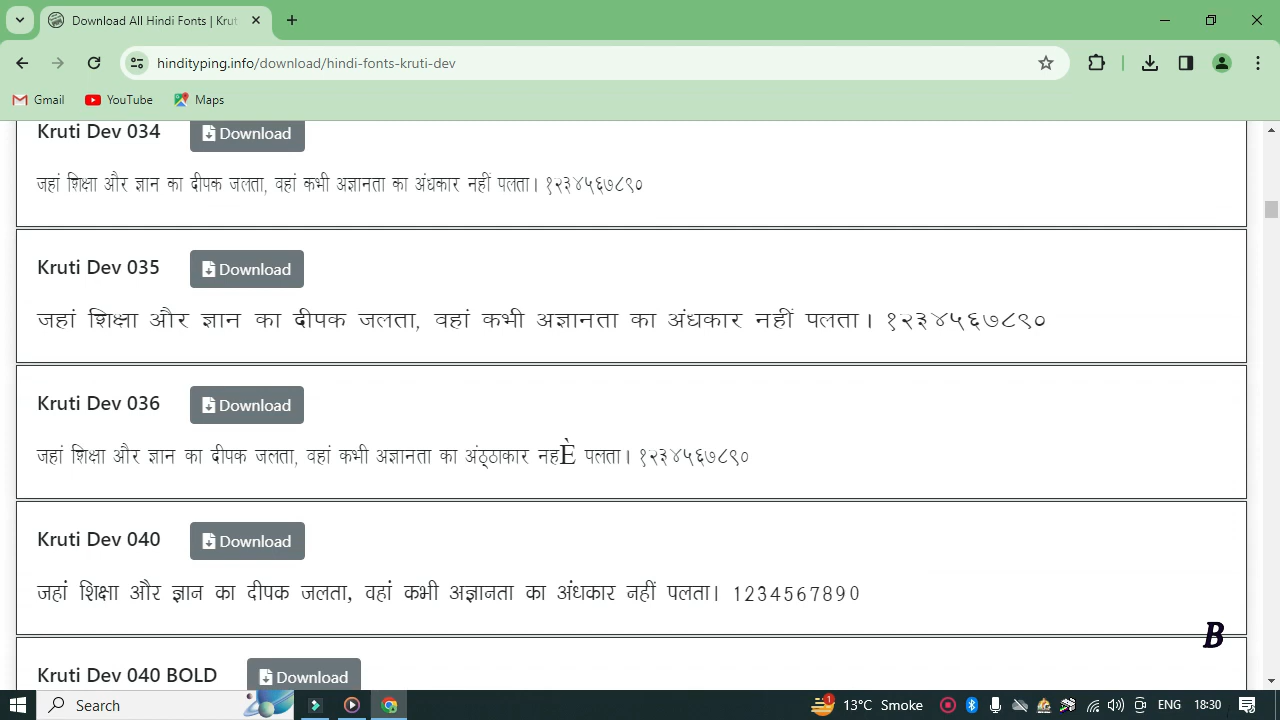 Download All Hindi Fonts | Krut
hindityping.info/download/hindi-fonts-kruti-dev
Gmail YouTube Maps
Kruti Dev 034 Download
जहां शिक्षा और ज्ञान का दीपक जलता, वहां कभी अज्ञानता का अंधकार नहीं पलता। १२३४५६७८९०
Kruti Dev 035 Download
जहां शिक्षा और ज्ञान का दीपक जलता, वहां कभी अज्ञानता का अंधकार नहीं पलता। १२३४५६७८९०
Kruti Dev 036 Download
जहां शिक्षा और ज्ञान का दीपक जलता, वहां कभी अज्ञानता का अंठ्ठाकार नहÈ पलता। १२३४५६७८९०
Kruti Dev 040 Download
जहां शिक्षा और ज्ञान का दीपक जलता, वहां कभी अज्ञानता का अंधकार नहीं पलता। 1234567890
B
Kruti Dev 040 BOLD Download
Search 1 13°C Smoke ENG 18:30